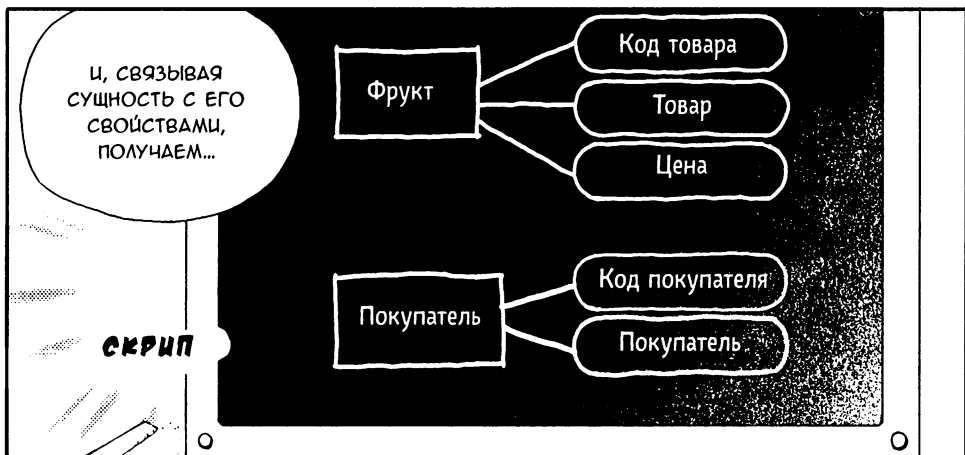 И, СВЯЗЫВАЯ
СУЩНОСТЬ С ЕГО
СВОЙСТВАМИ,
ПОЛУЧАЕМ...
Фрукт
Код товара
Товар
Цена
Покупатель
Код покупателя
Покупатель
СКРИП